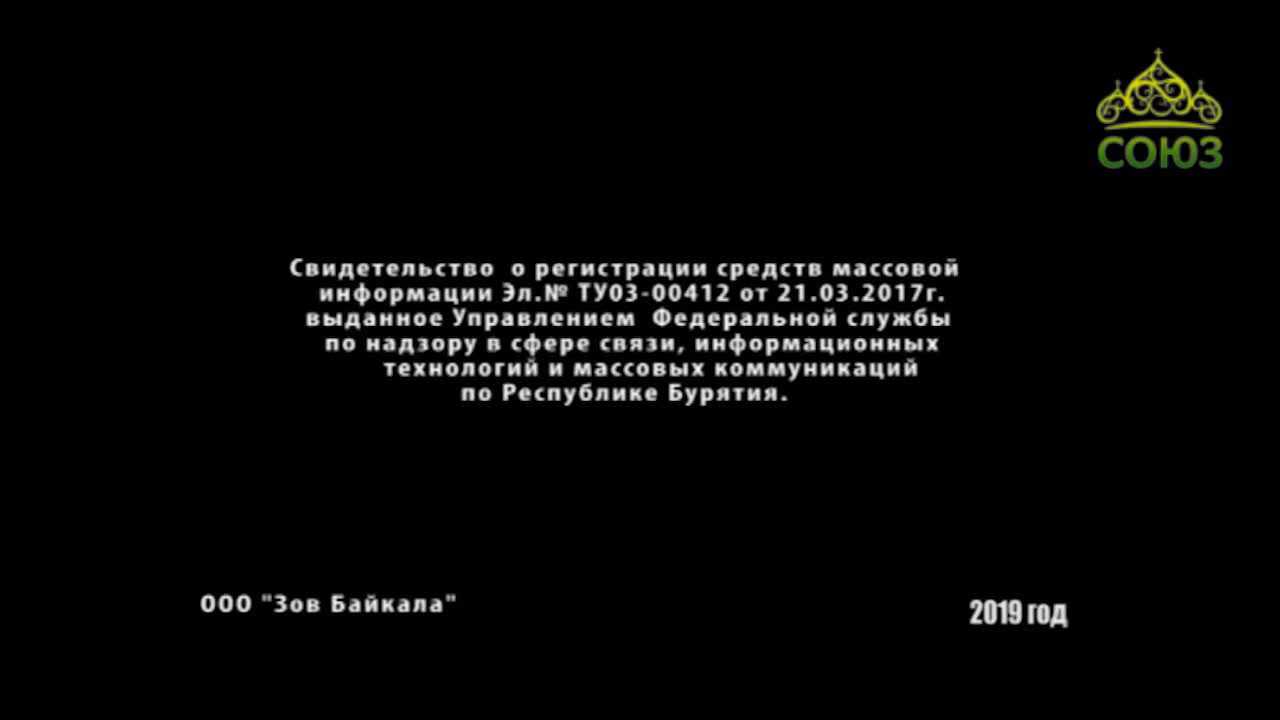 СОЮЗ
Свидетельство о регистрации средств массовой
информации Эл.№ ТУ03-00412 от 21.03.2017г.
выданное Управлением Федеральной службы
по надзору в сфере связи, информационных
технологий и массовых коммуникаций
по Республике Бурятия.
ООО "Зов Байкала"
2019 год